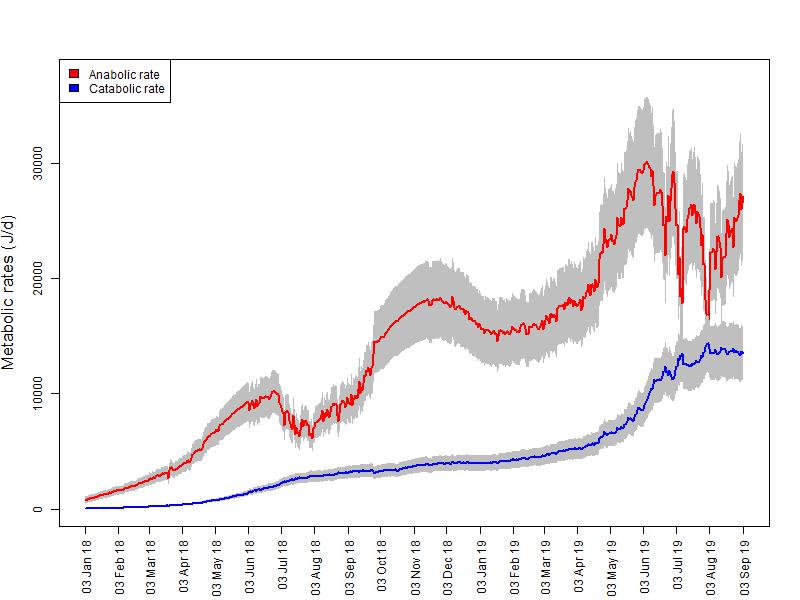 Anabolic rate
Catabolic rate
Metabolic rates (J/d)
30000
20000
10000
0
03 Jan 18
03 Feb 18
03 Mar 18
03 Apr 18
03 May 18
03 Jun 18
03 Jul 18
03 Aug 18
03 Sep 18
03 Oct 18
03 Nov 18
03 Dec 18
03 Jan 19
03 Feb 19
03 Mar 19
03 Apr 19
03 May 19
03 Jun 19
03 Jul 19
03 Aug 19
03 Sep 19